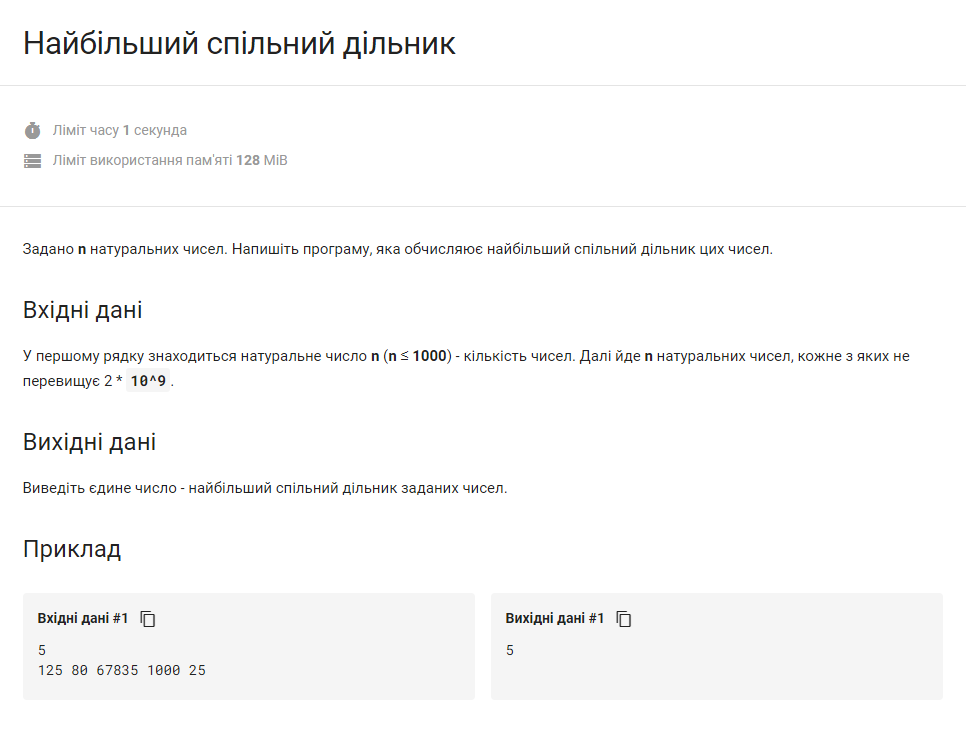 Найбільший спільний дільник
Ліміт часу 1 секунда
Ліміт використання пам'яті 128 MiB
Задано n натуральних чисел. Напишіть програму, яка обчислює найбільший спільний дільник цих чисел.
Вхідні дані
У першому рядку знаходиться натуральне число n (n ≤ 1000) - кількість чисел. Далі йде n натуральних чисел, кожне з яких не
перевищує 2 * 10^9 .
Вихідні дані
Виведіть єдине число - найбільший спільний дільник заданих чисел.
Приклад
Вхідні дані #1
5
125 80 67835 1000 25
Вихідні дані #1
5